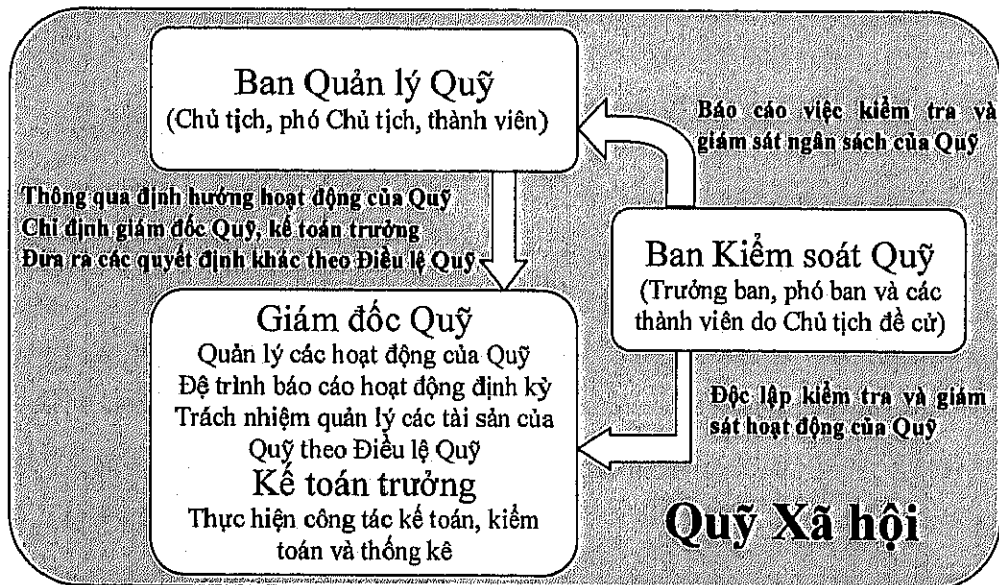 Ban Quản lý Quỹ
(Chủ tịch, phó Chủ tịch, thành viên)
Báo cáo việc kiểm tra và
giám sát ngân sách của Quỹ
Thông qua định hướng hoạt động của Quỹ
Chỉ định giám đốc Quỹ, kế toán trưởng
Đưa ra các quyết định khác theo Điều lệ Quỹ
Ban Kiểm soát Quỹ
(Trưởng ban, phó ban và các
thành viên do Chủ tịch đề cử)
Giám đốc Quỹ
Quản lý các hoạt động của Quỹ
Đệ trình báo cáo hoạt động định kỳ
Trách nhiệm quản lý các tài sản của
Quỹ theo Điều lệ Quỹ
Kế toán trưởng
Thực hiện công tác kế toán, kiểm
toán và thống kê
Độc lập kiểm tra và giám
sát hoạt động của Quỹ
Quỹ Xã hội